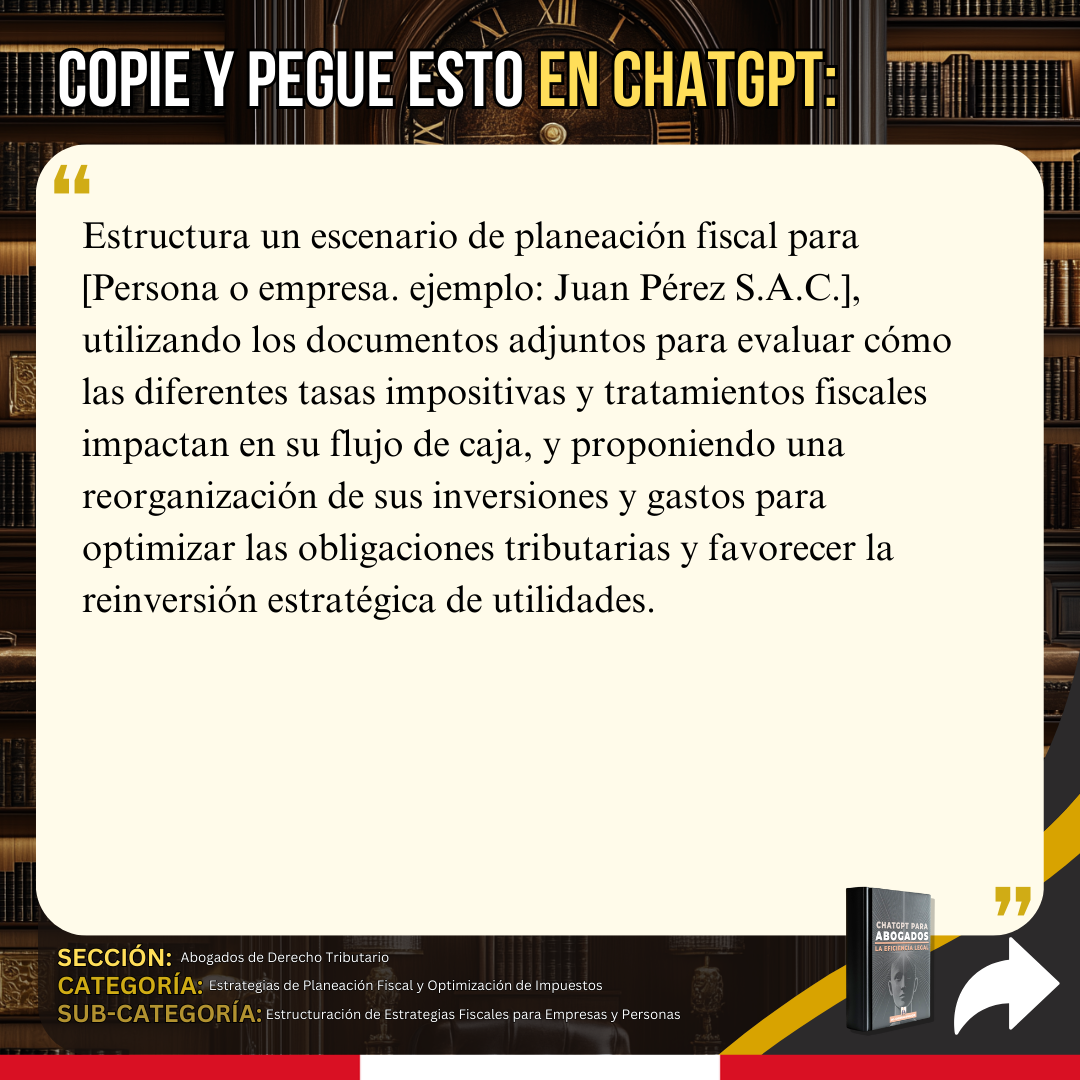 COPIE Y PEGUE ESTO EN CHATGPT:
“
Estructura un escenario de planeación fiscal para
[Persona o empresa. ejemplo: Juan Pérez S.A.C.],
utilizando los documentos adjuntos para evaluar cómo
las diferentes tasas impositivas y tratamientos fiscales
impactan en su flujo de caja, y proponiendo una
reorganización de sus inversiones y gastos para
optimizar las obligaciones tributarias y favorecer la
reinversión estratégica de utilidades.
”
CHATGPT PARA
ABOGADOS
LA EFICIENCIA LEGAL
SECCIÓN: Abogados de Derecho Tributario
CATEGORÍA: Estrategias de Planeación Fiscal y Optimización de Impuestos
SUB-CATEGORÍA: Estructuración de Estrategias Fiscales para Empresas y Personas